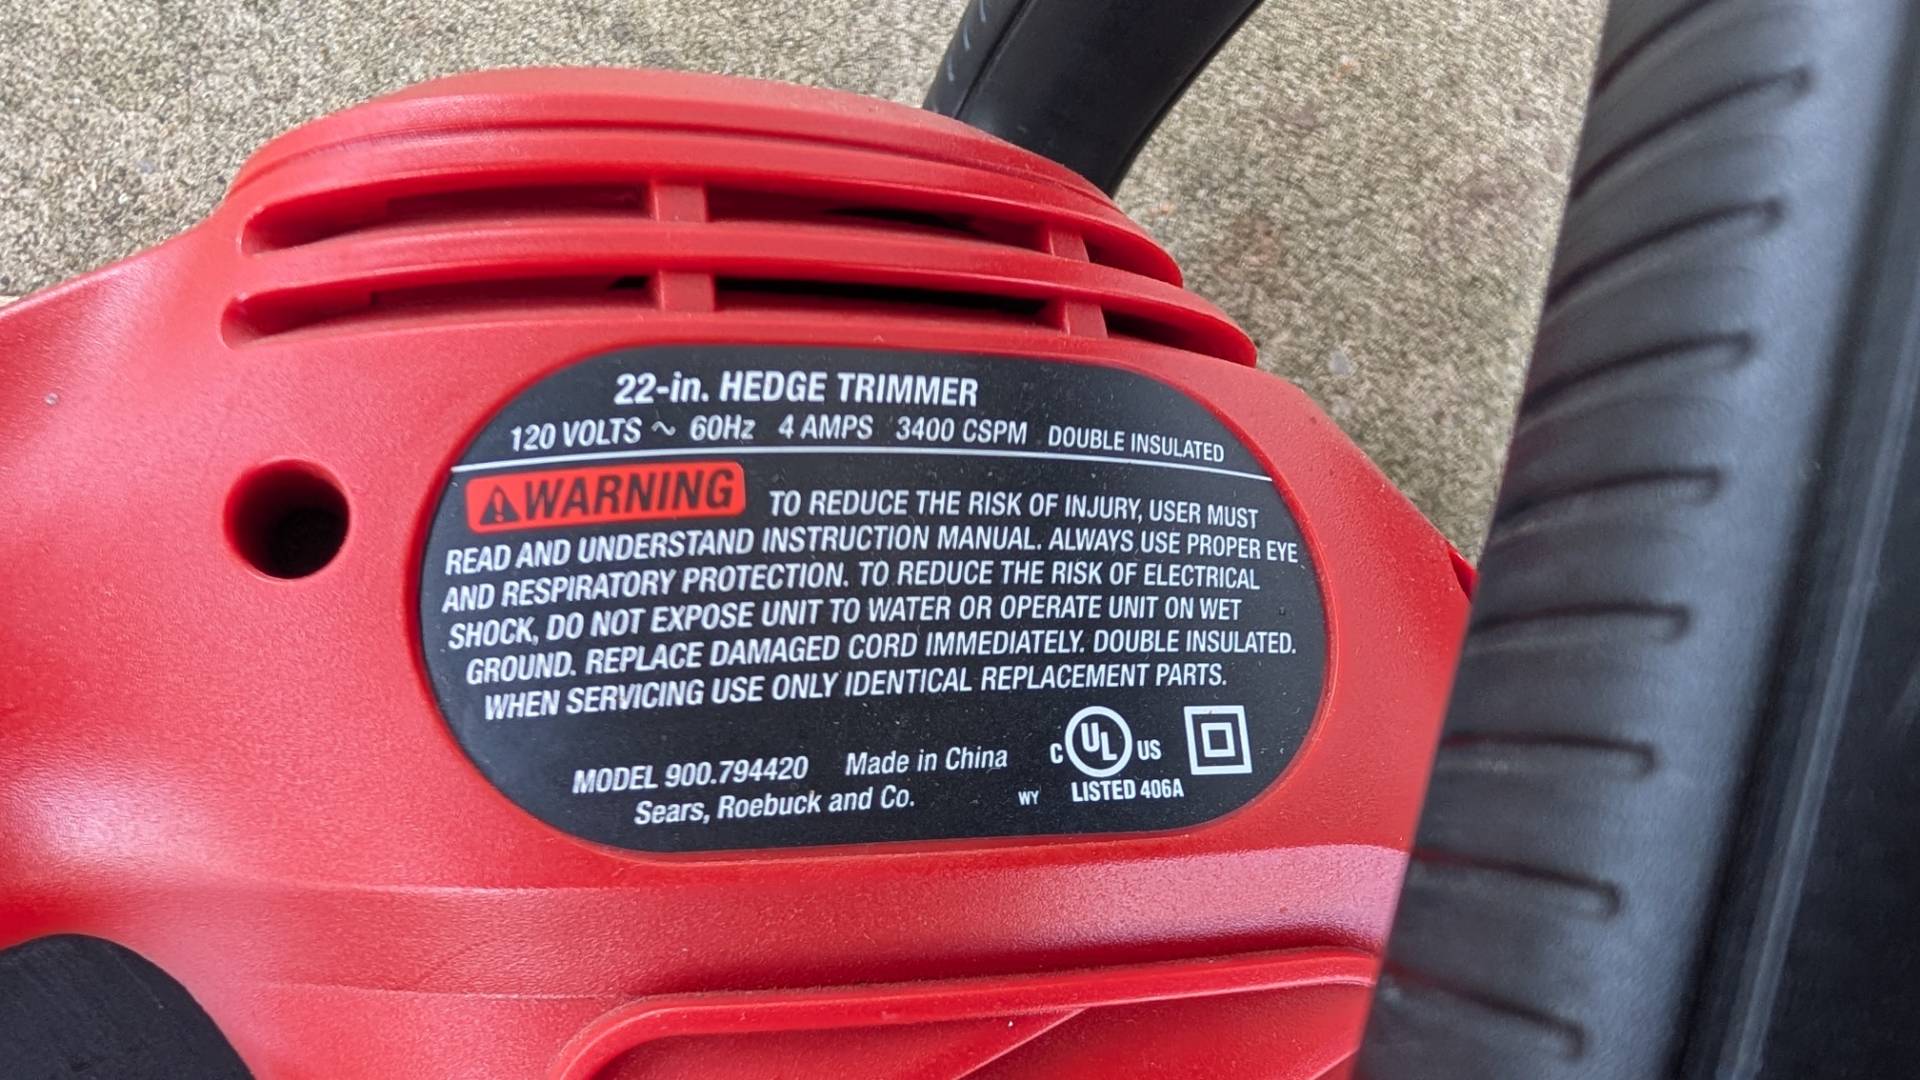 22-in. HEDGE TRIMMER
120 VOLTS ~ 60Hz 4 AMPS 3400 CSPM DOUBLE INSULATED
WARNING TO REDUCE THE RISK OF INJURY, USER MUST
READ AND UNDERSTAND INSTRUCTION MANUAL. ALWAYS USE PROPER EYE
AND RESPIRATORY PROTECTION. TO REDUCE THE RISK OF ELECTRICAL
SHOCK, DO NOT EXPOSE UNIT TO WATER OR OPERATE UNIT ON WET
GROUND. REPLACE DAMAGED CORD IMMEDIATELY. DOUBLE INSULATED.
WHEN SERVICING USE ONLY IDENTICAL REPLACEMENT PARTS.
MODEL 900.794420 Made in China C UL US
Sears, Roebuck and Co. WY LISTED 406A